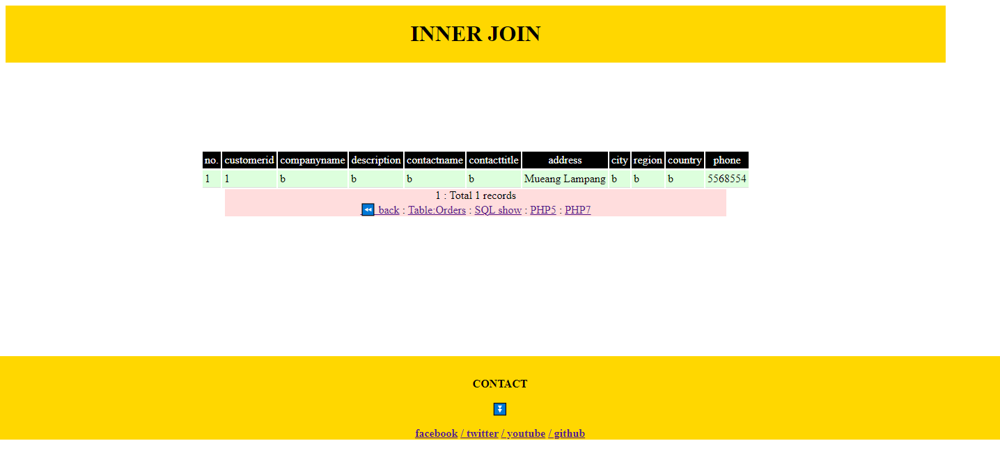 INNER JOIN
no. customerid companyname description contactname contacttitle address city region country phone
1 1 b b b b Mueang Lampang b b b 5568554
1 : Total 1 records
⏪ back : Table:Orders : SQL show : PHP5 : PHP7
CONTACT
⏬
facebook / twitter / youtube / github